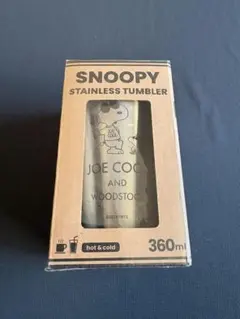 SNOOPY
STAINLESS TUMBLER
JOE COOL
AND
WOODSTOCK
hot & cold
360ml